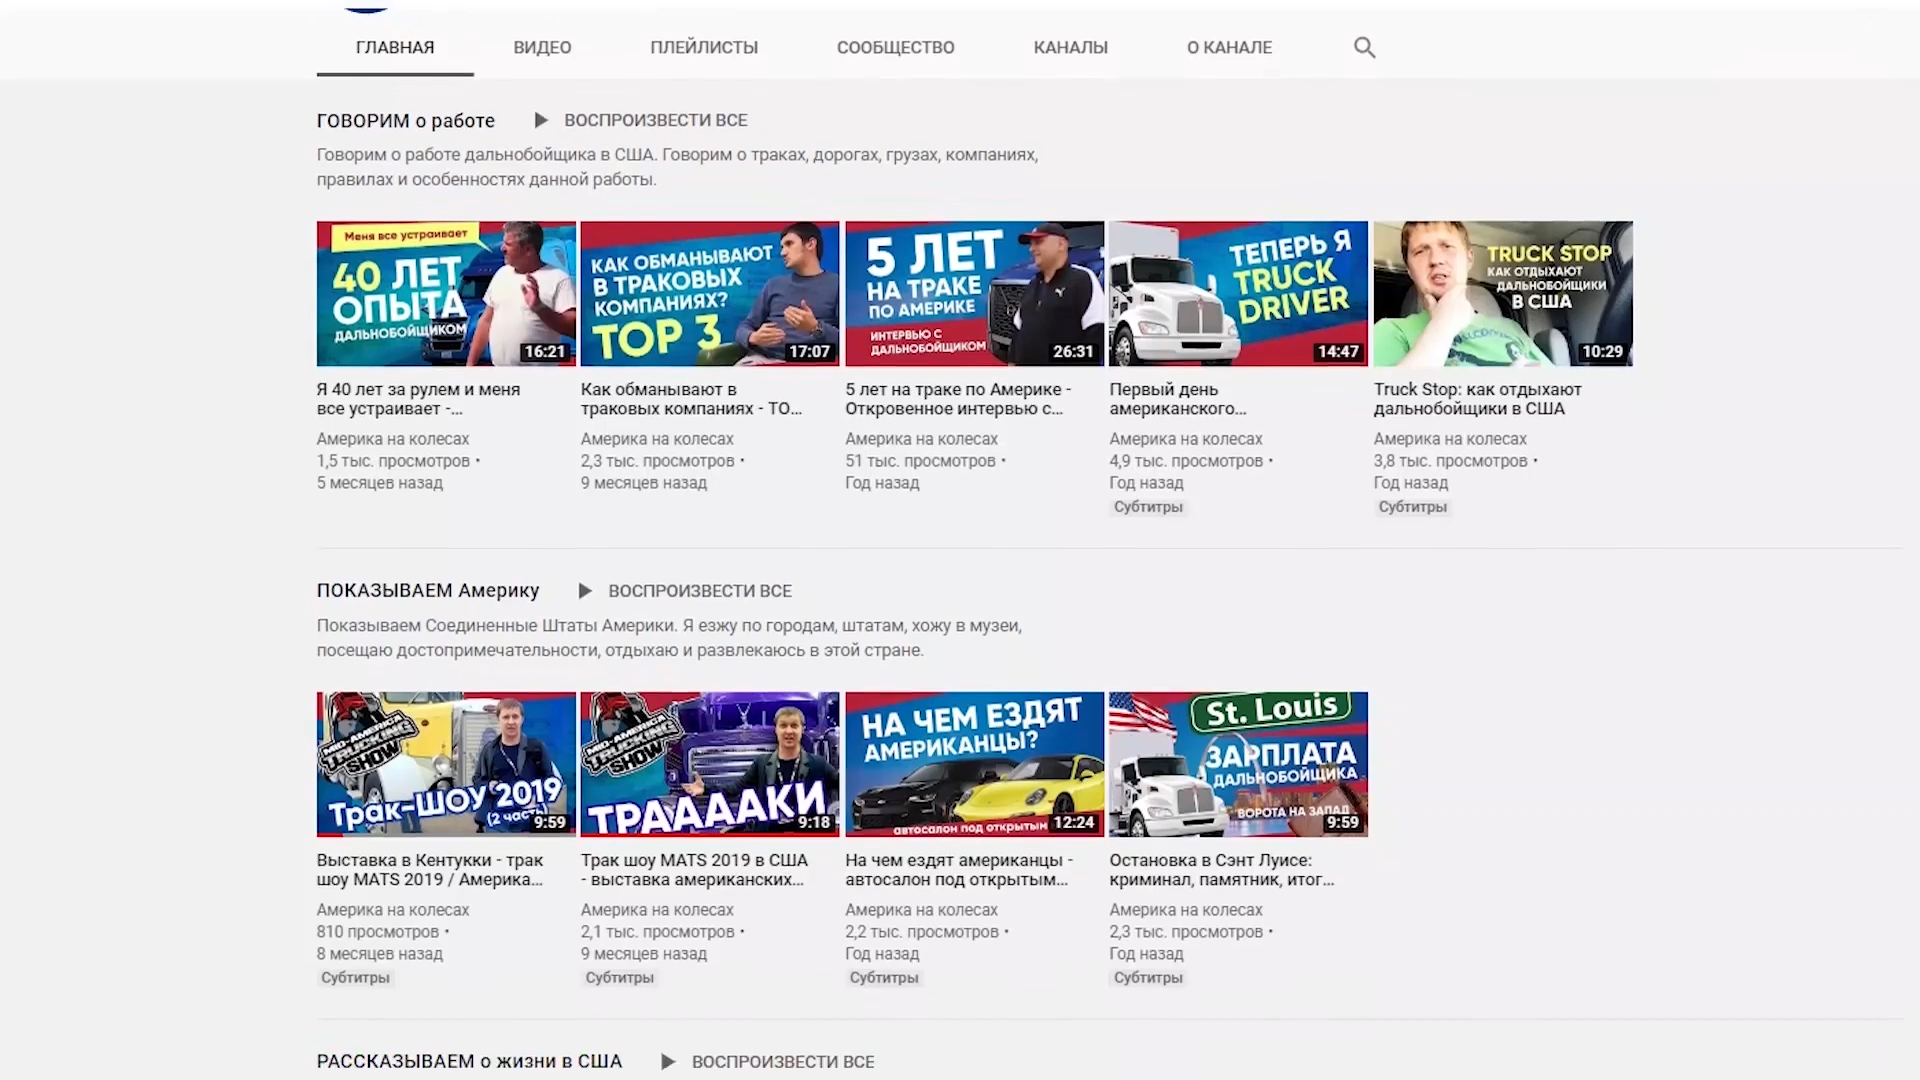 ГЛАВНАЯ ВИДЕО ПЛЕЙЛИСТЫ СООБЩЕСТВО КАНАЛЫ О КАНАЛЕ
ГОВОРИМ о работе ВОСПРОИЗВЕСТИ ВСЕ
Говорим о работе дальнобойщика в США. Говорим о траках, дорогах, грузах, компаниях,
правилах и особенностях данной работы.
Меня все устраивает
40 ЛЕТ
ОПЫТА
ДАЛЬНОБОЙЩИКОМ
16:21
КАК ОБМАНЫВАЮТ
В ТРАКОВЫХ
КОМПАНИЯХ?
TOP 3
17:07
5 ЛЕТ
НА ТРАКЕ
ПО АМЕРИКЕ
ИНТЕРВЬЮ С
ДАЛЬНОБОЙЩИКОМ
26:31
ТЕПЕРЬ Я
TRUCK
DRIVER
14:47
TRUCK STOP
КАК ОТДЫХАЮТ
ДАЛЬНОБОЙЩИКИ
В США
10:29
Я 40 лет за рулем и меня
все устраивает -...
Америка на колесах
1,5 тыс. просмотров •
5 месяцев назад
Как обманывают в
траковых компаниях - ТО...
Америка на колесах
2,3 тыс. просмотров •
9 месяцев назад
5 лет на траке по Америке -
Откровенное интервью с...
Америка на колесах
51 тыс. просмотров •
Год назад
Первый день
американского...
Америка на колесах
4,9 тыс. просмотров •
Год назад
Субтитры
Truck Stop: как отдыхают
дальнобойщики в США
Америка на колесах
3,8 тыс. просмотров •
Год назад
Субтитры
ПОКАЗЫВАЕМ Америку ВОСПРОИЗВЕСТИ ВСЕ
Показываем Соединенные Штаты Америки. Я езжу по городам, штатам, хожу в музеи,
посещаю достопримечательности, отдыхаю и развлекаюсь в этой стране.
MID-AMERICA
TRUCKING
SHOW
Трак-ШОУ 2019
(2 часть)
9:59
MID-AMERICA
TRUCKING
SHOW
ТРААААКИ
9:18
НА ЧЕМ ЕЗДЯТ
АМЕРИКАНЦЫ?
автосалон под открытым
12:24
St. Louis
ЗАРПЛАТА
ДАЛЬНОБОЙЩИКА
ВОРОТА НА ЗАПАД
9:59
Выставка в Кентукки - трак
шоу MATS 2019 / Америка...
Америка на колесах
810 просмотров •
8 месяцев назад
Субтитры
Трак шоу MATS 2019 в США
- выставка американских...
Америка на колесах
2,1 тыс. просмотров •
9 месяцев назад
Субтитры
На чем ездят американцы -
автосалон под открытым...
Америка на колесах
2,2 тыс. просмотров •
Год назад
Субтитры
Остановка в Сэнт Луисе:
криминал, памятник, итог...
Америка на колесах
2,3 тыс. просмотров •
Год назад
Субтитры
РАССКАЗЫВАЕМ о жизни в США ВОСПРОИЗВЕСТИ ВСЕ